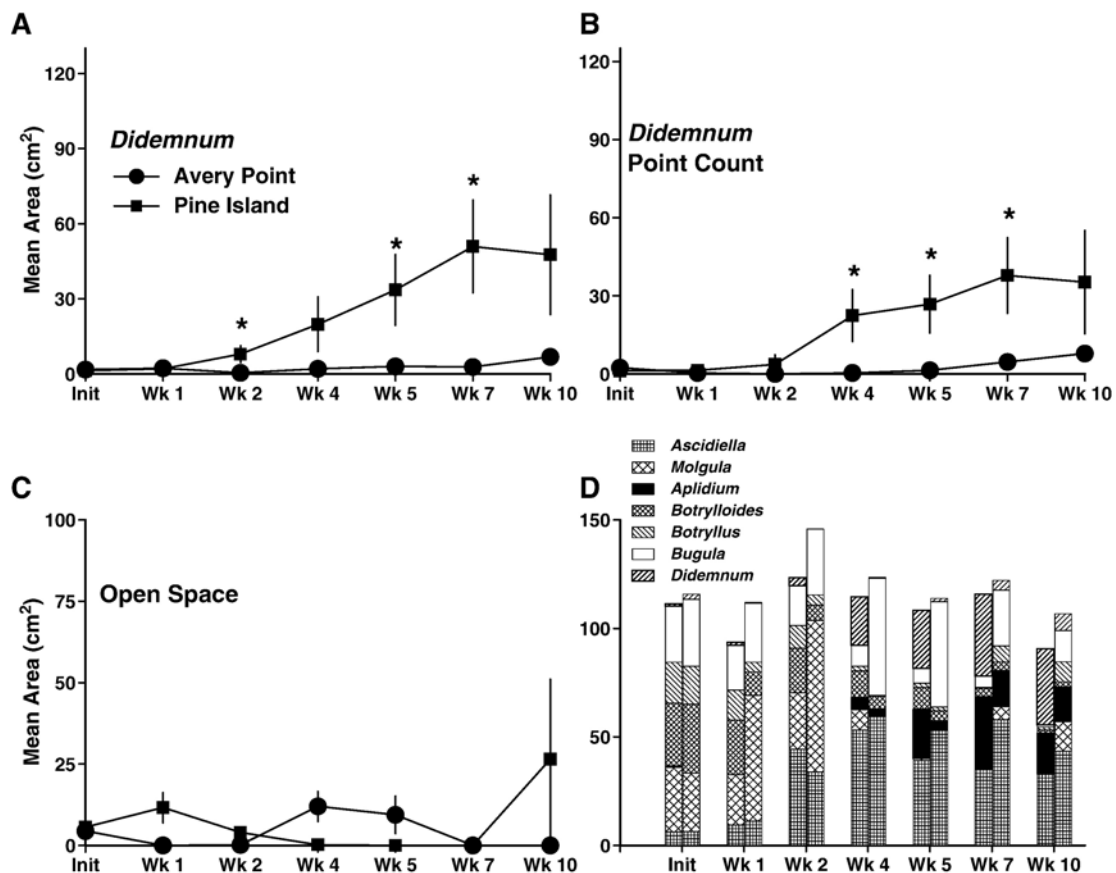 A
Mean Area (cm²)
120
90
60
30
0
Didemnum
Avery Point
Pine Island
*
*
*
Init Wk 1 Wk 2 Wk 4 Wk 5 Wk 7 Wk 10
B
120
90
60
30
0
Didemnum
Point Count
*
*
*
Init Wk 1 Wk 2 Wk 4 Wk 5 Wk 7 Wk 10
C
Mean Area (cm²)
100
75
50
25
0
Open Space
Init Wk 1 Wk 2 Wk 4 Wk 5 Wk 7 Wk 10
D
Ascidiella
Molgula
Aplidium
Botrylloides
Botryllus
Bugula
Didemnum
150
100
50
0
Init Wk 1 Wk 2 Wk 4 Wk 5 Wk 7 Wk 10